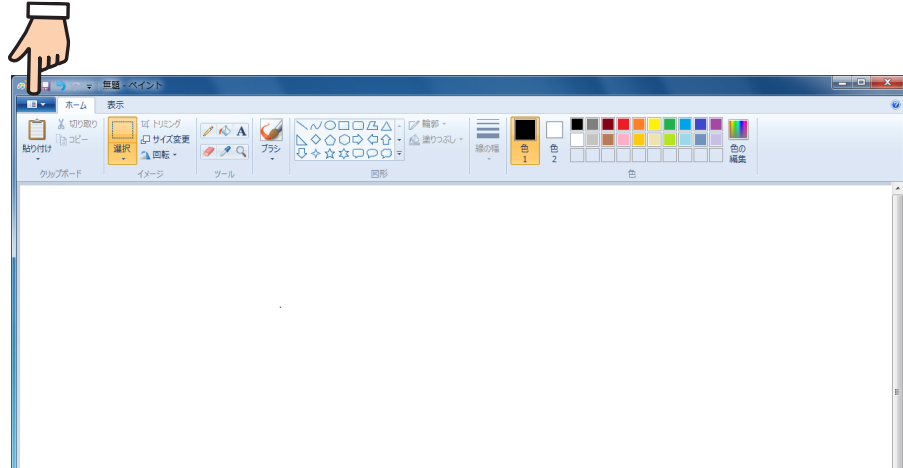 無題 - ペイント
ホーム 表示
貼り付け
切り取り
コピー
クリップボード
選択
トリミング
サイズ変更
回転
イメージ
A
ツール
ブラシ
輪郭
塗りつぶし
図形
線の幅
色
1
色
2
色の
編集
色